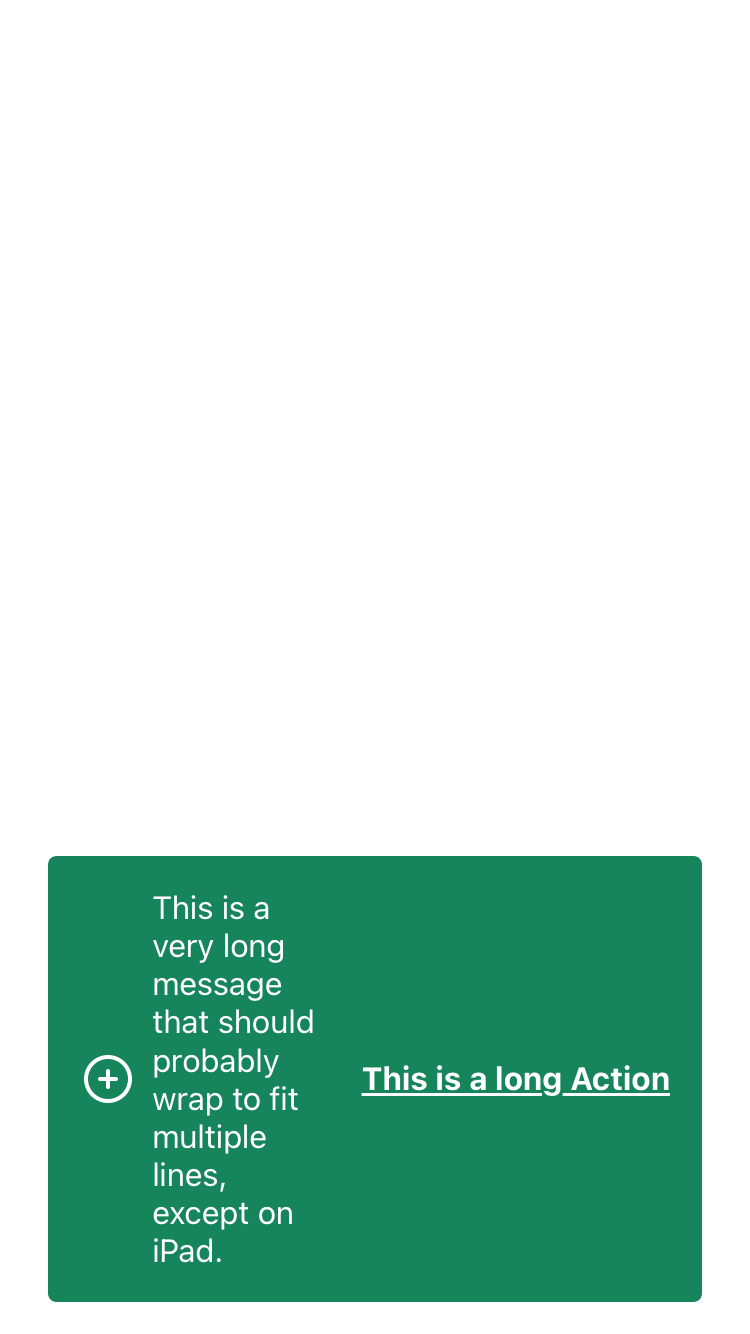 This is a
very long
message
that should
probably
wrap to fit
multiple
lines,
except on
iPad.
This is a long Action